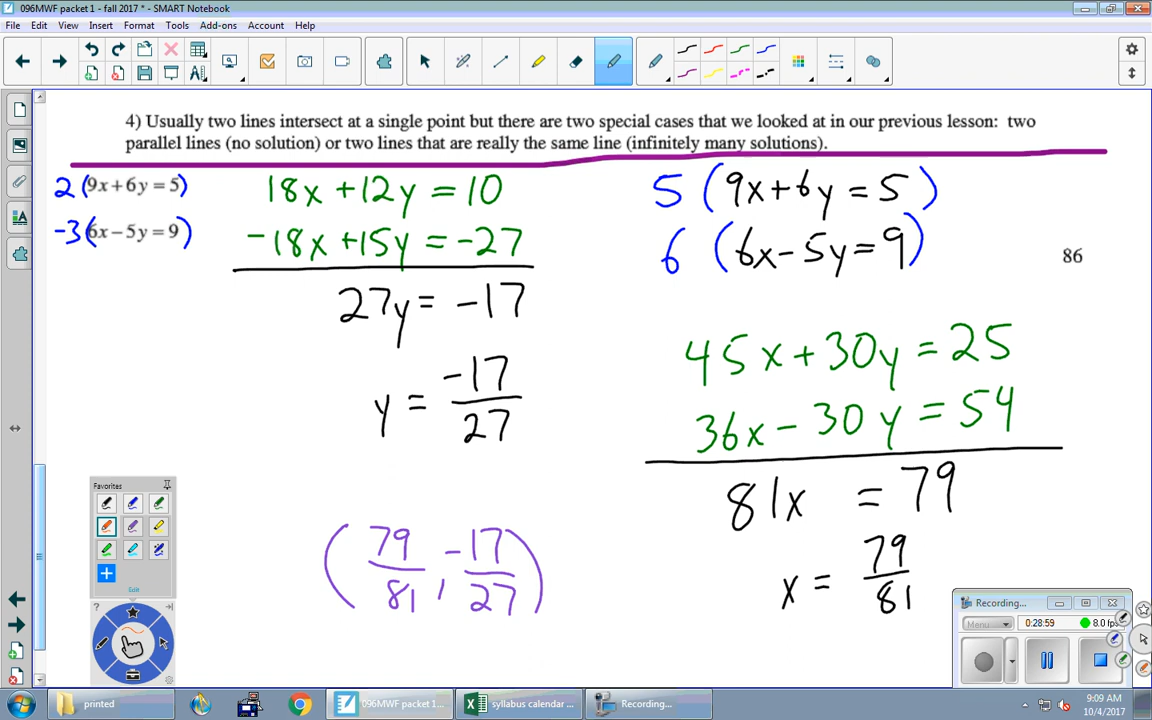 096MWF packet 1 - fall 2017 * - SMART Notebook
File Edit View Insert Format Tools Add-ons Account Help
4) Usually two lines intersect at a single point but there are two special cases that we looked at in our previous lesson: two
parallel lines (no solution) or two lines that are really the same line (infinitely many solutions).
2(9x + 6y = 5)
-3(6x - 5y = 9)
18x + 12y = 10
-18x + 15y = -27
27y = -17
y = -17/27
(79/81, -17/27)
5 (9x + 6y = 5)
6 (6x - 5y = 9)
86
45x + 30y = 25
36x - 30y = 54
81x = 79
x = 79/81
Favorites
Edit
?
Recording...
Menu
0:28:59
8.0 fps
printed
096MWF packet 1...
syllabus calendar ...
Recording...
9:09 AM
10/4/2017